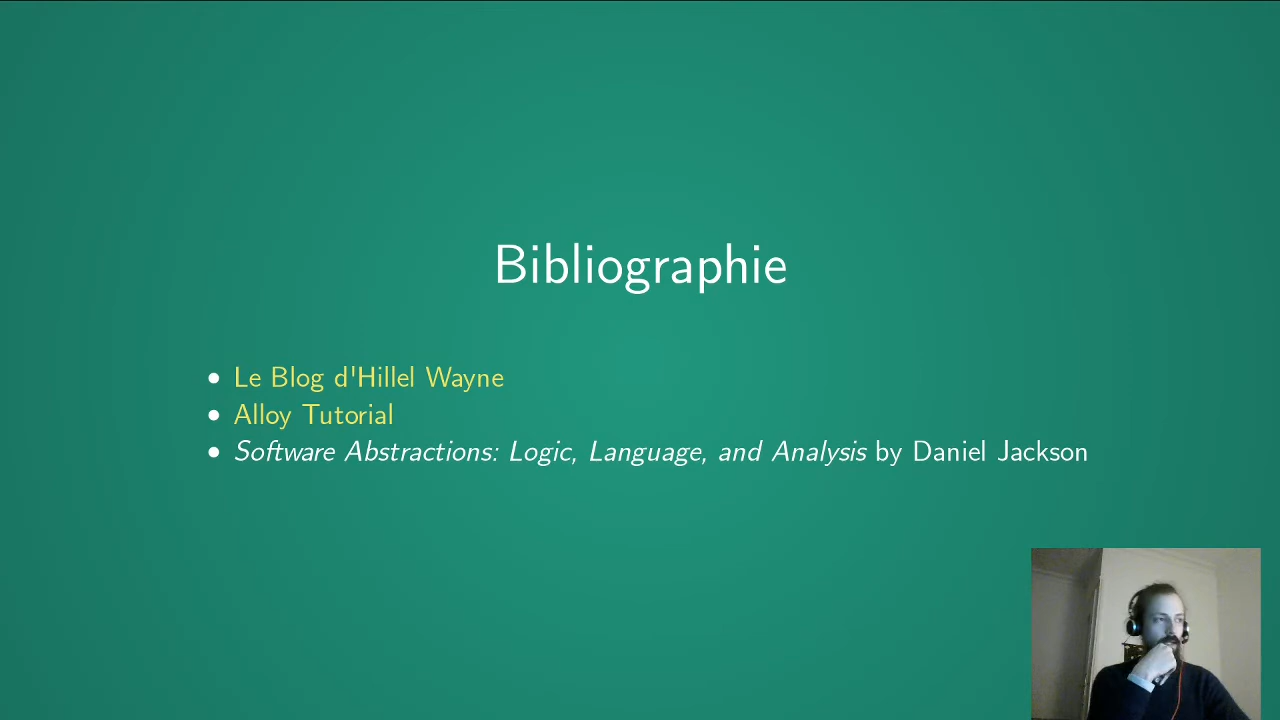 Bibliographie
Le Blog d'Hillel Wayne
Alloy Tutorial
Software Abstractions: Logic, Language, and Analysis by Daniel Jackson